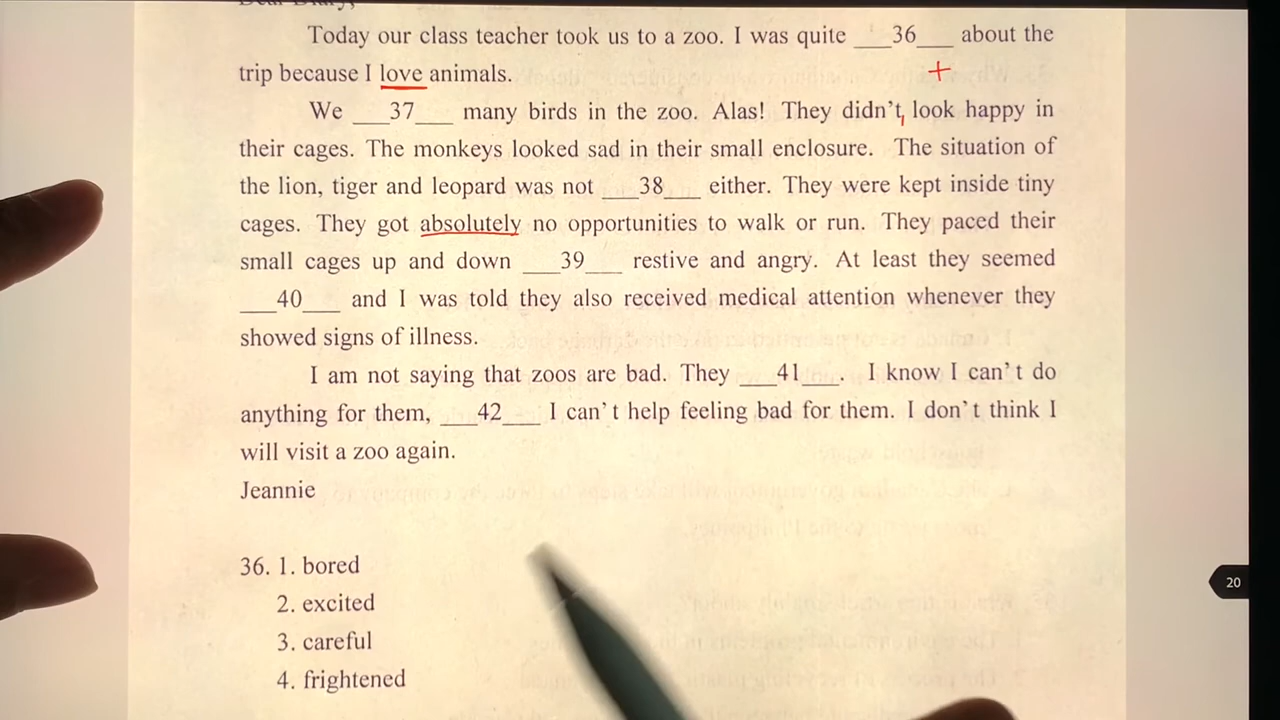 Dear Diary,
Today our class teacher took us to a zoo. I was quite ___36___ about the
trip because I love animals.
+
We ___37___ many birds in the zoo. Alas! They didn't look happy in
their cages. The monkeys looked sad in their small enclosure. The situation of
the lion, tiger and leopard was not ___38___ either. They were kept inside tiny
cages. They got absolutely no opportunities to walk or run. They paced their
small cages up and down ___39___ restive and angry. At least they seemed
___40___ and I was told they also received medical attention whenever they
showed signs of illness.
I am not saying that zoos are bad. They ___41___. I know I can't do
anything for them, ___42___ I can't help feeling bad for them. I don't think I
will visit a zoo again.
Jeannie
36. 1. bored
2. excited
3. careful
4. frightened
20